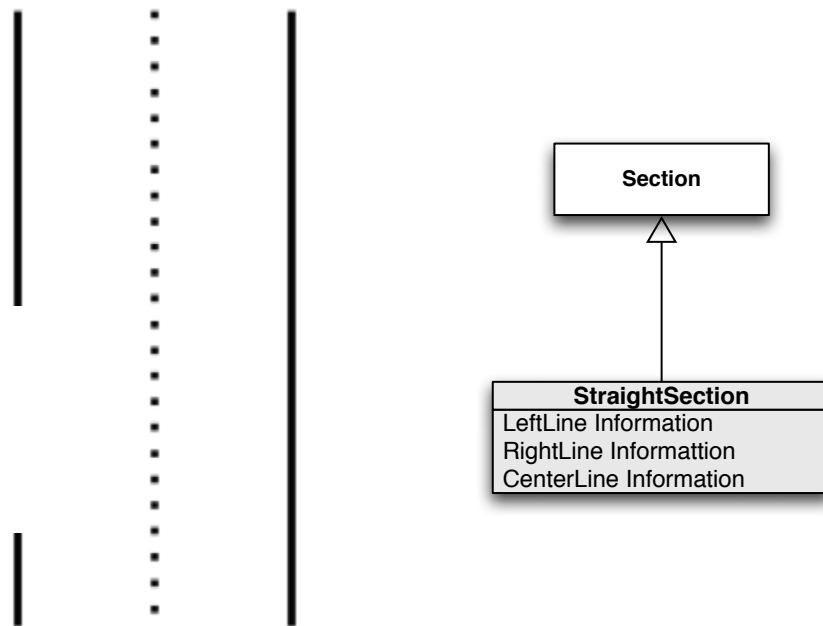 Section
StraightSection
LeftLine Information
RightLine Informattion
CenterLine Information